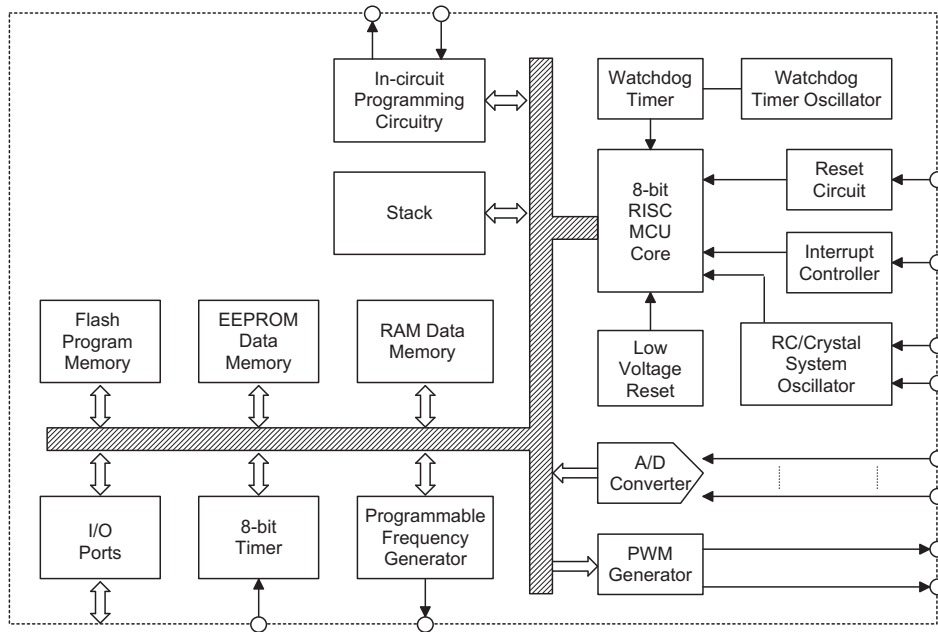 In-circuit
Programming
Circuitry
Watchdog
Timer
Watchdog
Timer Oscillator
Stack
8-bit
RISC
MCU
Core
Reset
Circuit
Interrupt
Controller
Flash
Program
Memory
EEPROM
Data
Memory
RAM Data
Memory
Low
Voltage
Reset
RC/Crystal
System
Oscillator
A/D
Converter
I/O
Ports
8-bit
Timer
Programmable
Frequency
Generator
PWM
Generator